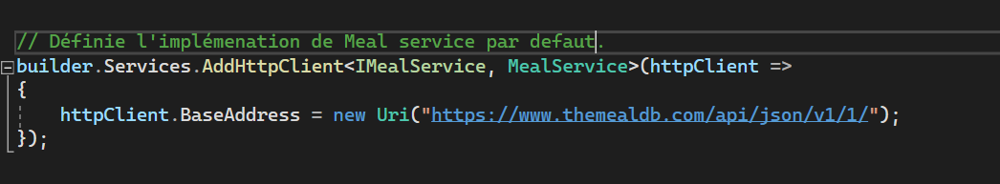 // Définie l'implémenation de Meal service par defaut.
builder.Services.AddHttpClient<IMealService, MealService>(httpClient =>
{
    httpClient.BaseAddress = new Uri("https://www.themealdb.com/api/json/v1/1/");
});